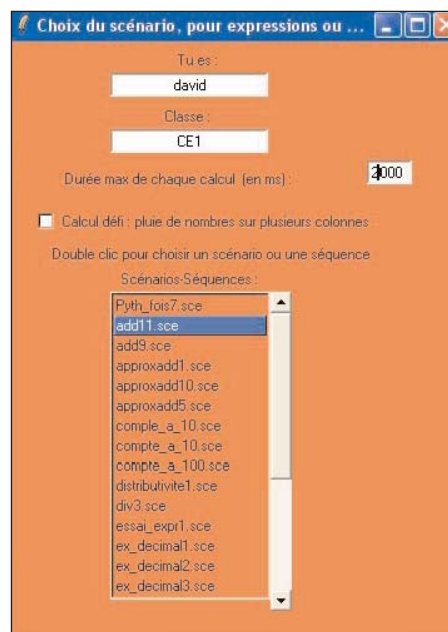 Choix du scénario, pour expressions ou ...
Tu es :
david
Classe :
CE1
Durée max de chaque calcul (en ms) :
2000
Calcul défi : pluie de nombres sur plusieurs colonnes
Double clic pour choisir un scénario ou une séquence
Scénarios-Séquences :
Pyth_fois7.sce
add11.sce
add9.sce
approxadd1.sce
approxadd10.sce
approxadd5.sce
comple_a_10.sce
compte_a_10.sce
compte_a_100.sce
distributivite1.sce
div3.sce
essai_expr1.sce
ex_decimal1.sce
ex_decimal2.sce
ex_decimal3.sce